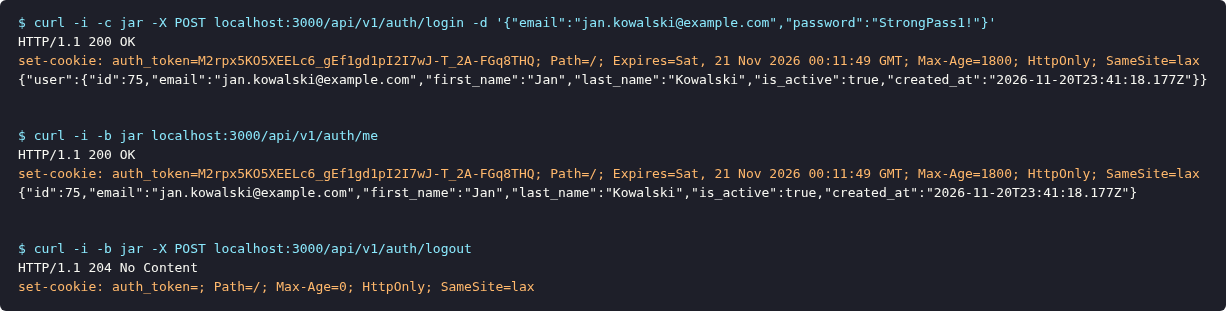 $ curl -i -c jar -X POST localhost:3000/api/v1/auth/login -d '{"email":"jan.kowalski@example.com","password":"StrongPass1!"}'
HTTP/1.1 200 OK
set-cookie: auth_token=M2rpx5KO5XEELc6_gEf1gd1pI2I7wJ-T_2A-FGq8THQ; Path=/; Expires=Sat, 21 Nov 2026 00:11:49 GMT; Max-Age=1800; HttpOnly; SameSite=lax
{"user":{"id":75,"email":"jan.kowalski@example.com","first_name":"Jan","last_name":"Kowalski","is_active":true,"created_at":"2026-11-20T23:41:18.177Z"}}
$ curl -i -b jar localhost:3000/api/v1/auth/me
HTTP/1.1 200 OK
set-cookie: auth_token=M2rpx5KO5XEELc6_gEf1gd1pI2I7wJ-T_2A-FGq8THQ; Path=/; Expires=Sat, 21 Nov 2026 00:11:49 GMT; Max-Age=1800; HttpOnly; SameSite=lax
{"id":75,"email":"jan.kowalski@example.com","first_name":"Jan","last_name":"Kowalski","is_active":true,"created_at":"2026-11-20T23:41:18.177Z"}
$ curl -i -b jar -X POST localhost:3000/api/v1/auth/logout
HTTP/1.1 204 No Content
set-cookie: auth_token=; Path=/; Max-Age=0; HttpOnly; SameSite=lax